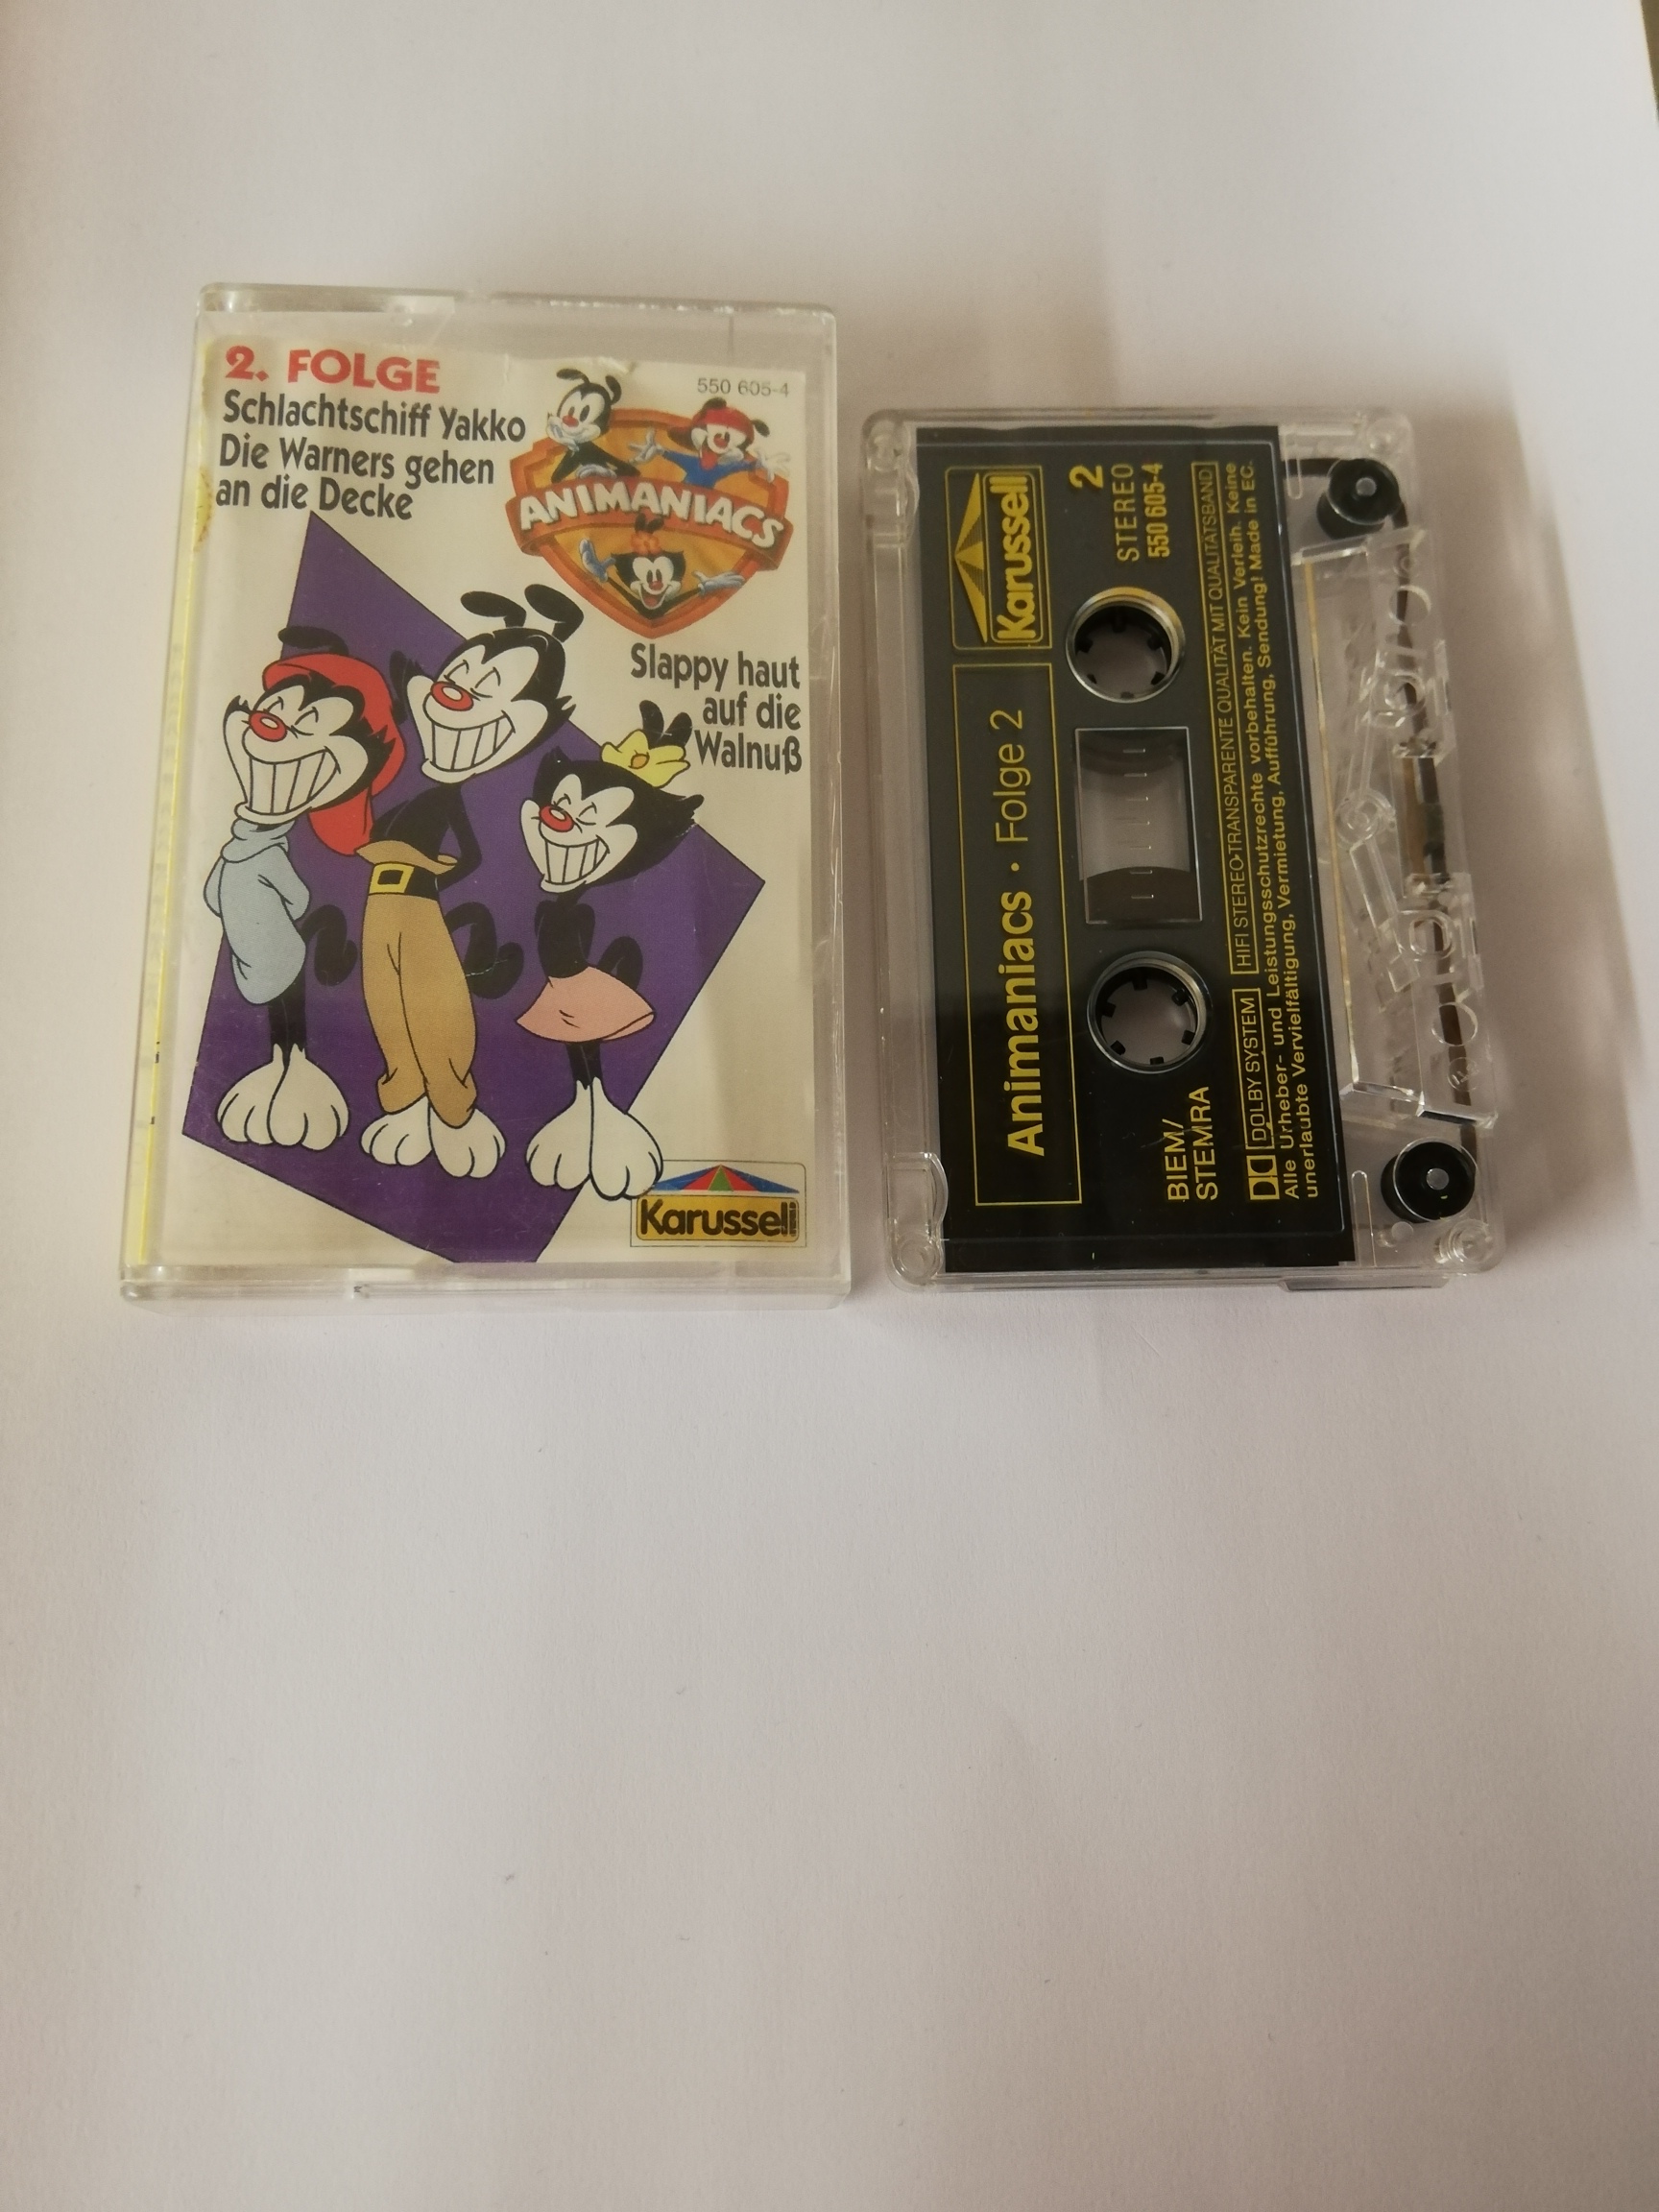 2. FOLGE
550 605-4
Schlachtschiff Yakko
Die Warners gehen
an die Decke
ANIMANIACS
Slappy haut
auf die
Walnuß
Karussell
Karussell
Animaniacs • Folge 2
2
STEREO
550 605-4
BIEM/
STEMRA
DOLBY SYSTEM HIFI STEREO-TRANSPARENTE QUALITÄT MIT QUALITÄTSBAND
Alle Urheber- und Leistungsschutzrechte vorbehalten. Kein Verleih. Keine
unerlaubte Vervielfältigung, Vermietung, Aufführung, Sendung! Made in EC.